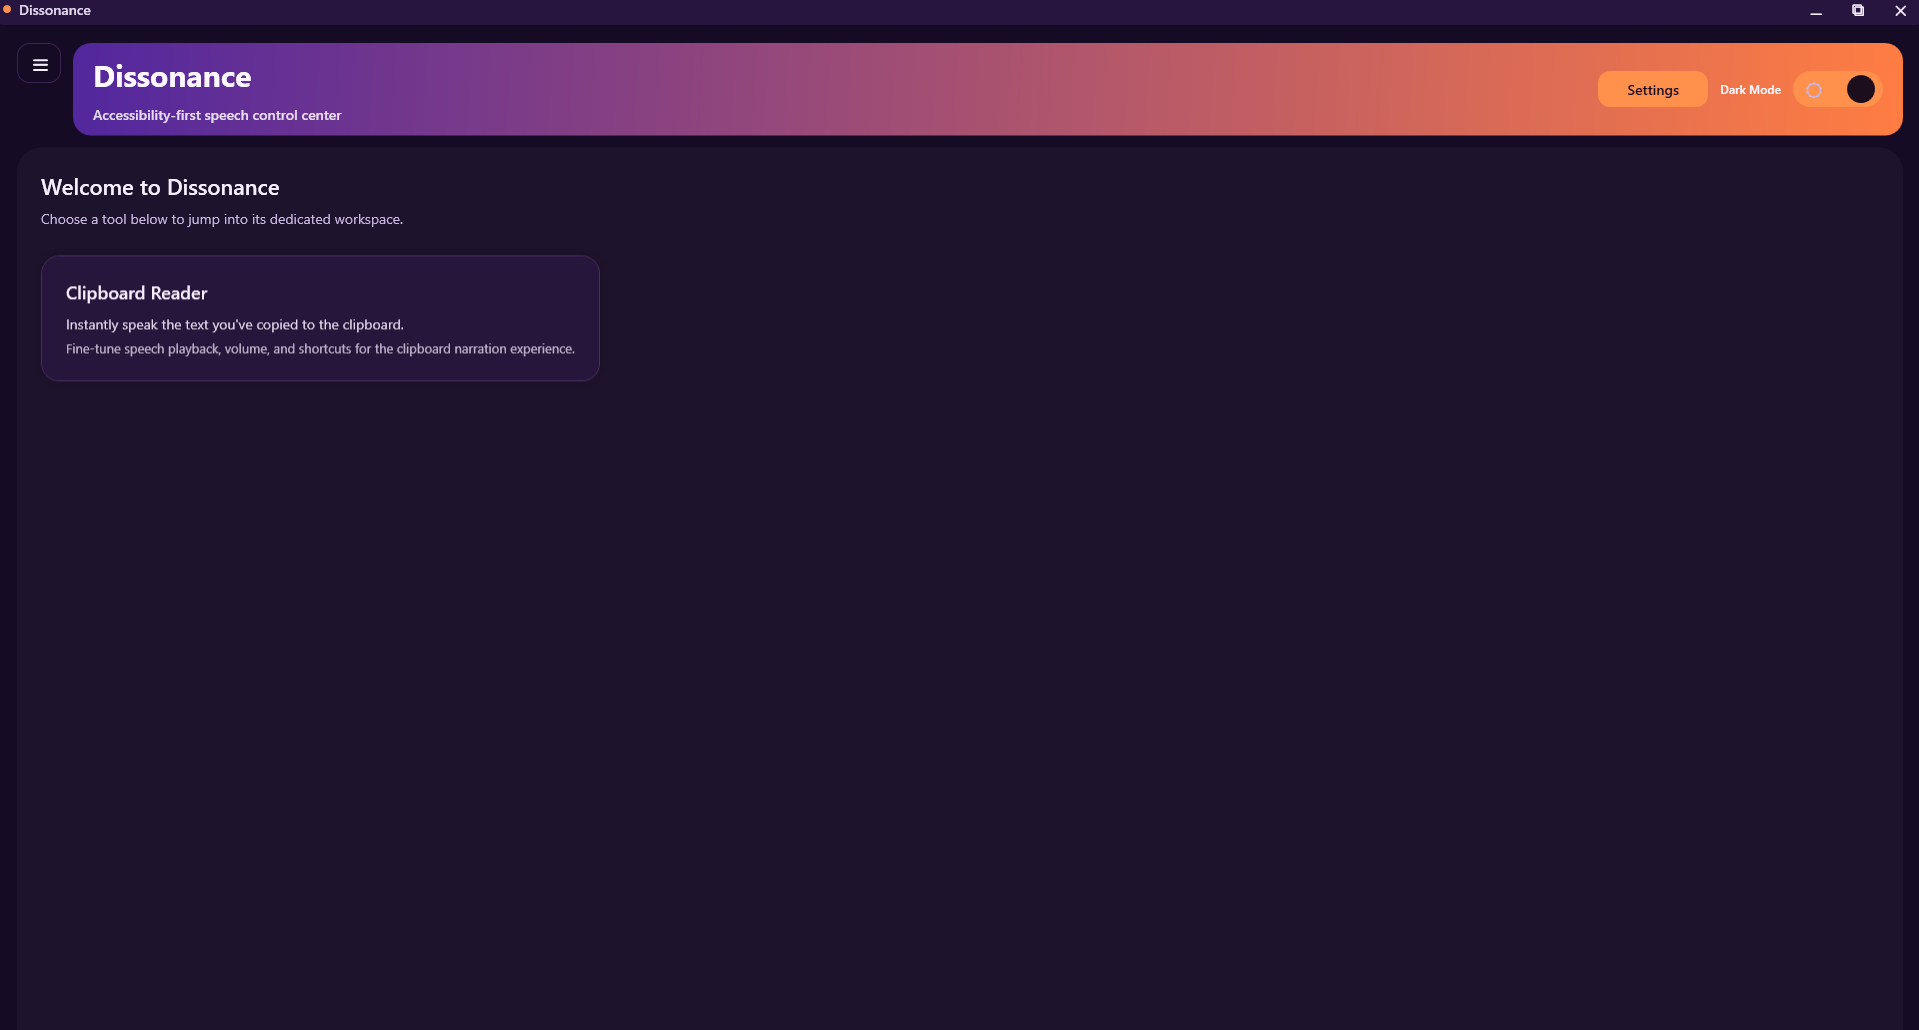 Dissonance
Dissonance
Accessibility-first speech control center
Settings
Dark Mode
Welcome to Dissonance
Choose a tool below to jump into its dedicated workspace.
Clipboard Reader
Instantly speak the text you've copied to the clipboard.
Fine-tune speech playback, volume, and shortcuts for the clipboard narration experience.